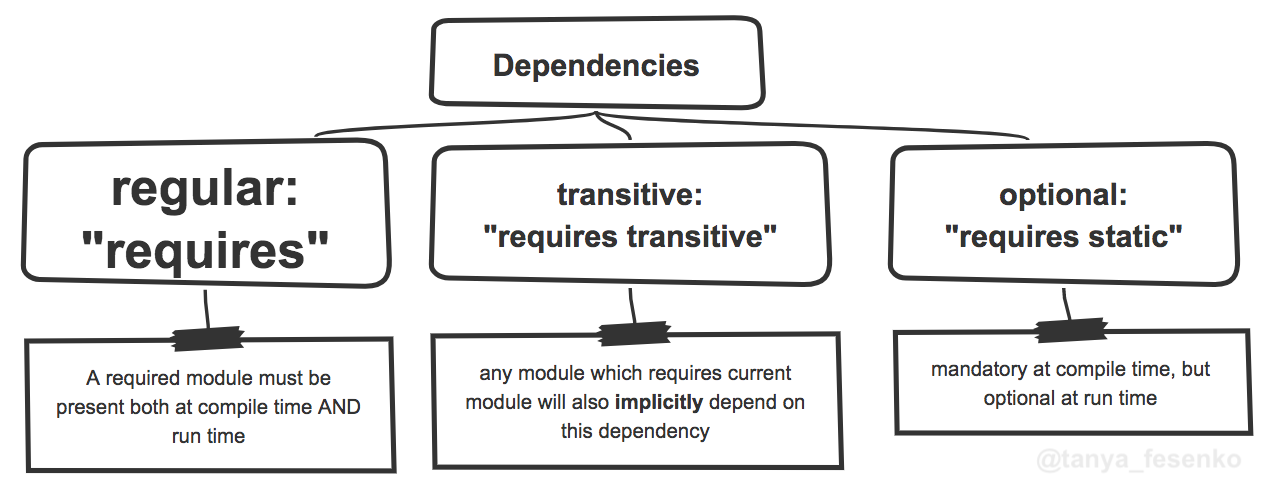 Dependencies
regular:
"requires"
transitive:
"requires transitive"
optional:
"requires static"
A required module must be
present both at compile time AND
run time
any module which requires current
module will also implicitly depend on
this dependency
mandatory at compile time, but
optional at run time
@tanya_fesenko